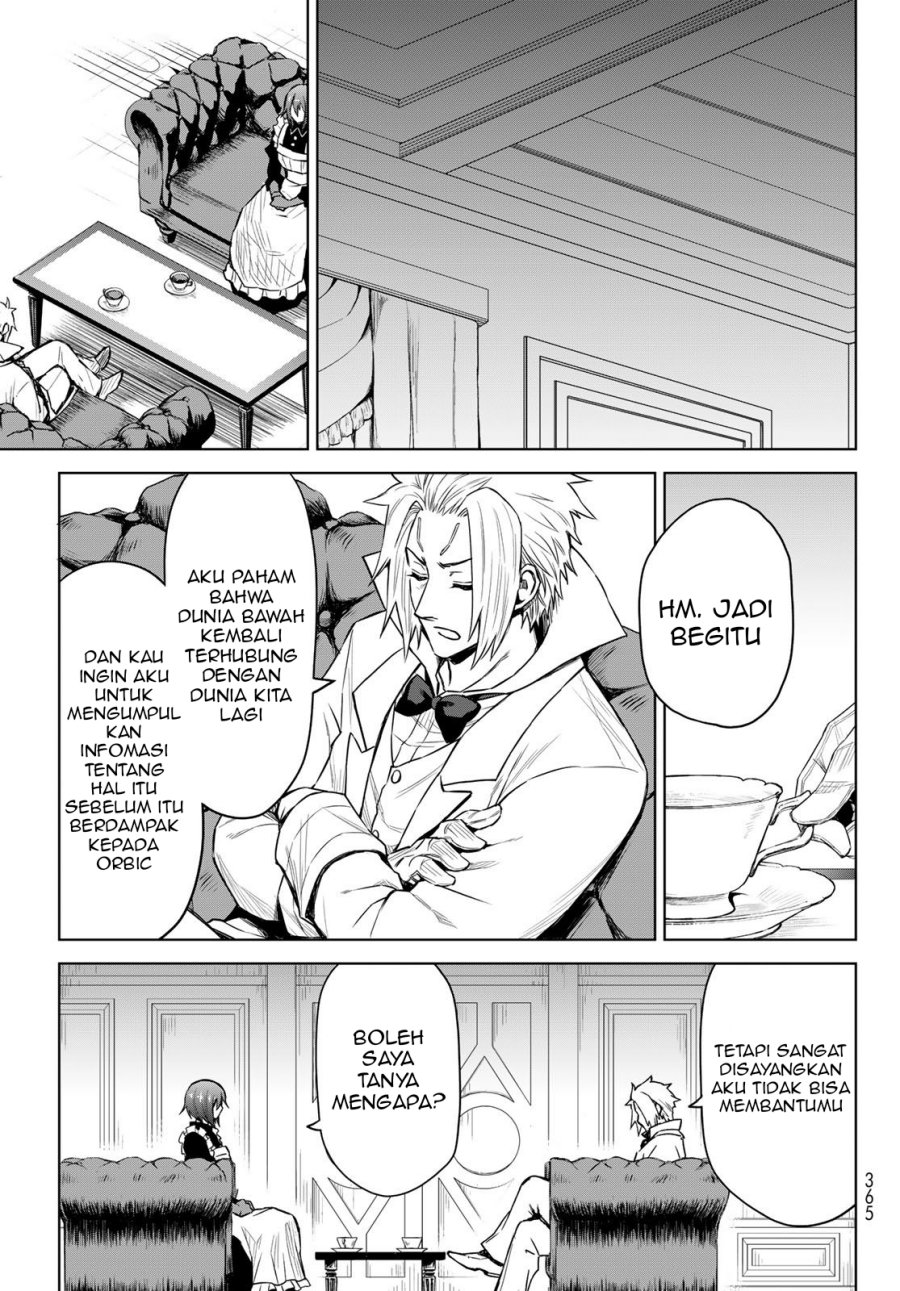 HM. JADI
BEGITU
AKU PAHAM
BAHWA
DUNIA BAWAH
KEMBALI
TERHUBUNG
DENGAN
DUNIA KITA
LAGI
DAN KAU
INGIN AKU
UNTUK
MENGUMPUL
KAN
INFOMASI
TENTANG
HAL ITU
SEBELUM ITU
BERDAMPAK
KEPADA
ORBIC
TETAPI SANGAT
DISAYANGKAN
AKU TIDAK BISA
MEMBANTUMU
BOLEH
SAYA
TANYA
MENGAPA?
365